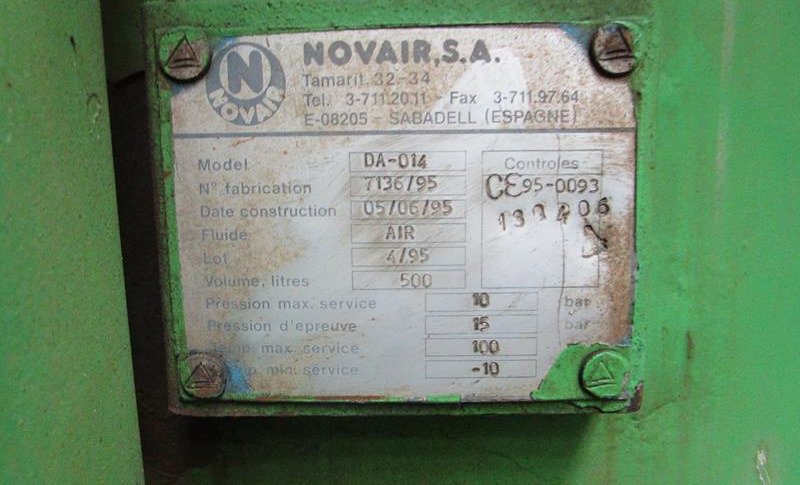 N
NOVAIR
NOVAIR, S.A.
Tamarit. 32-34
Tel. 3-711.20.11 - Fax 3-711.97.64
E-08205 - SABADELL (ESPAGNE)
Model DA-014
Nº. fabrication 7136/95
Date construction 05/06/95
Fluide AIR
Lot 4/95
Volume, litres 500
Pression max. service 10 bar
Pression d'epreuve 15 bar
max. service 100
min. service -10
Controles
CE95-0093
06